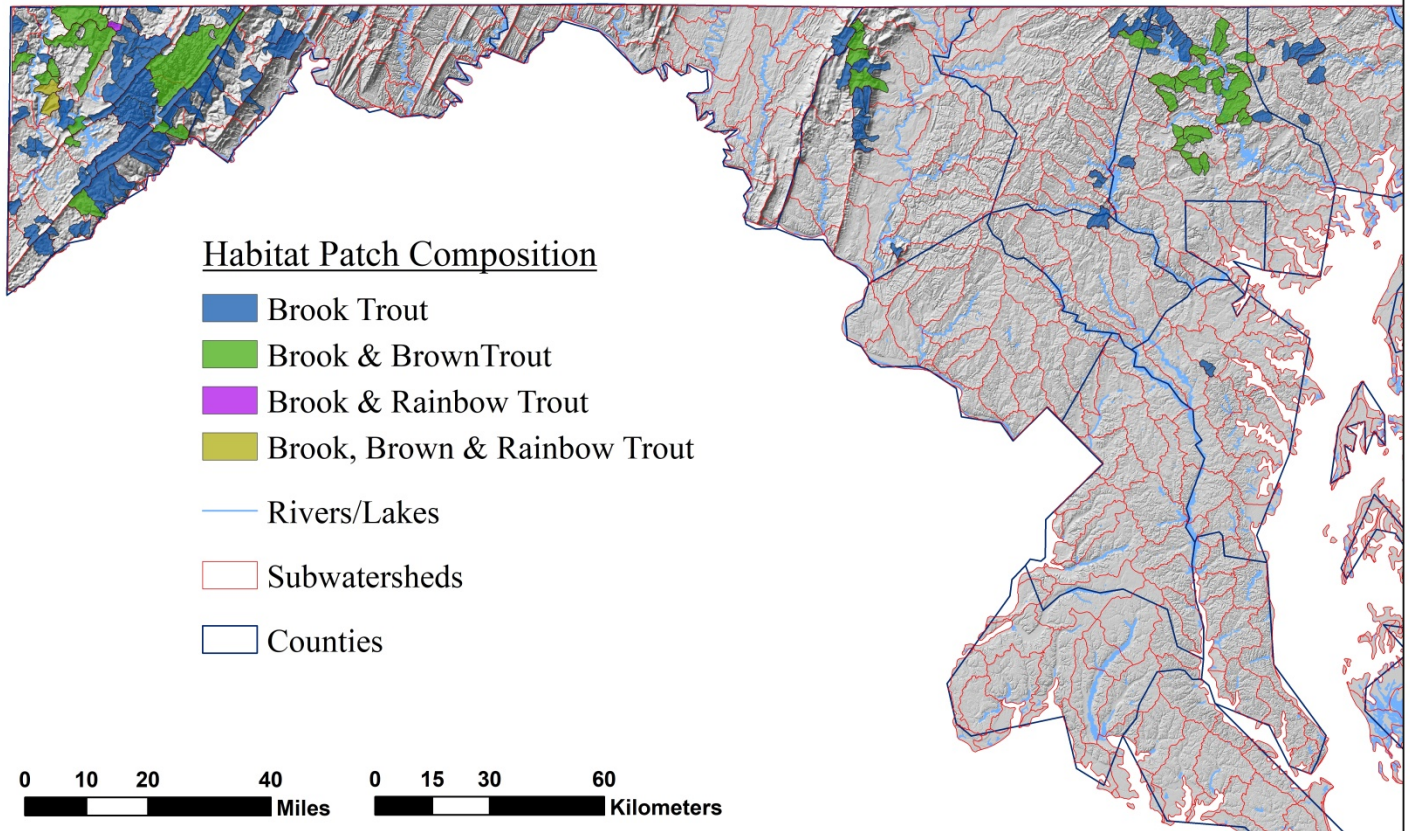 Habitat Patch Composition
Brook Trout
Brook & BrownTrout
Brook & Rainbow Trout
Brook, Brown & Rainbow Trout
Rivers/Lakes
Subwatersheds
Counties
0 10 20 40
Miles
0 15 30 60
Kilometers